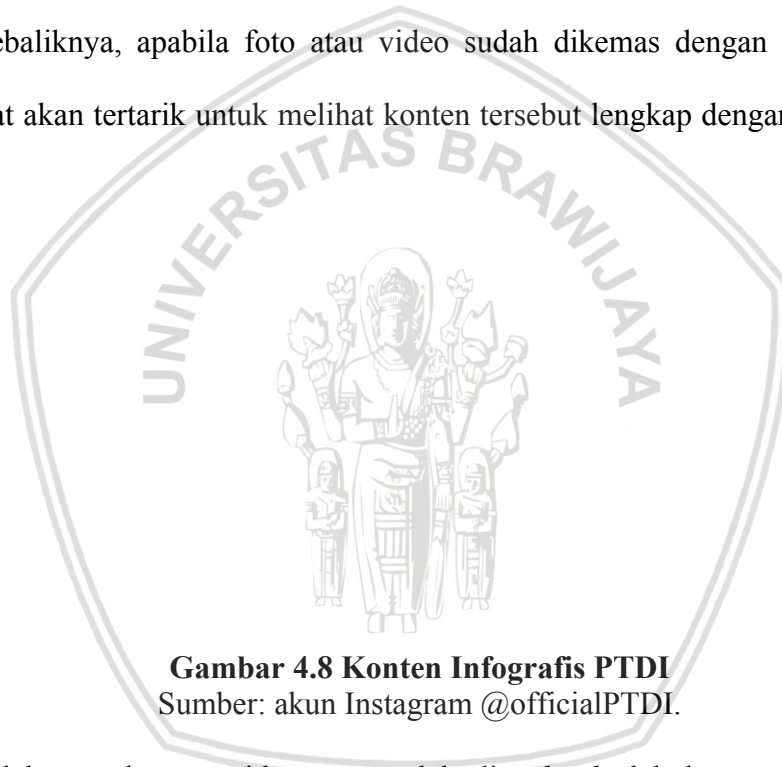 ebaliknya, apabila foto atau video sudah dikemas dengan
at akan tertarik untuk melihat konten tersebut lengkap dengan
UNIVERSITAS BRAWIJAYA
Gambar 4.8 Konten Infografis PTDI
Sumber: akun Instagram @officialPTDI.